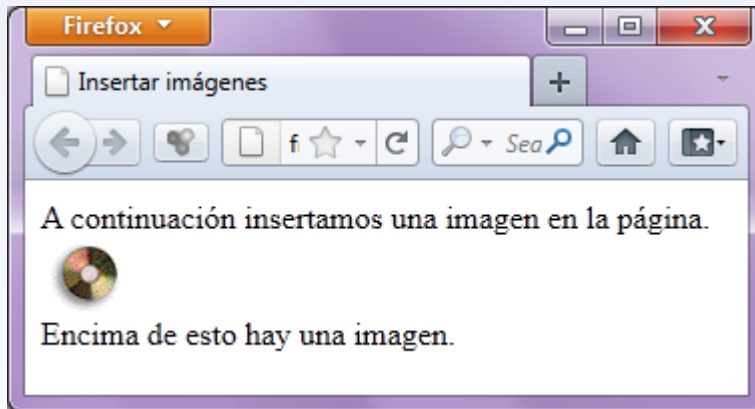 Firefox
Insertar imágenes
Sea
A continuación insertamos una imagen en la página.
Encima de esto hay una imagen.